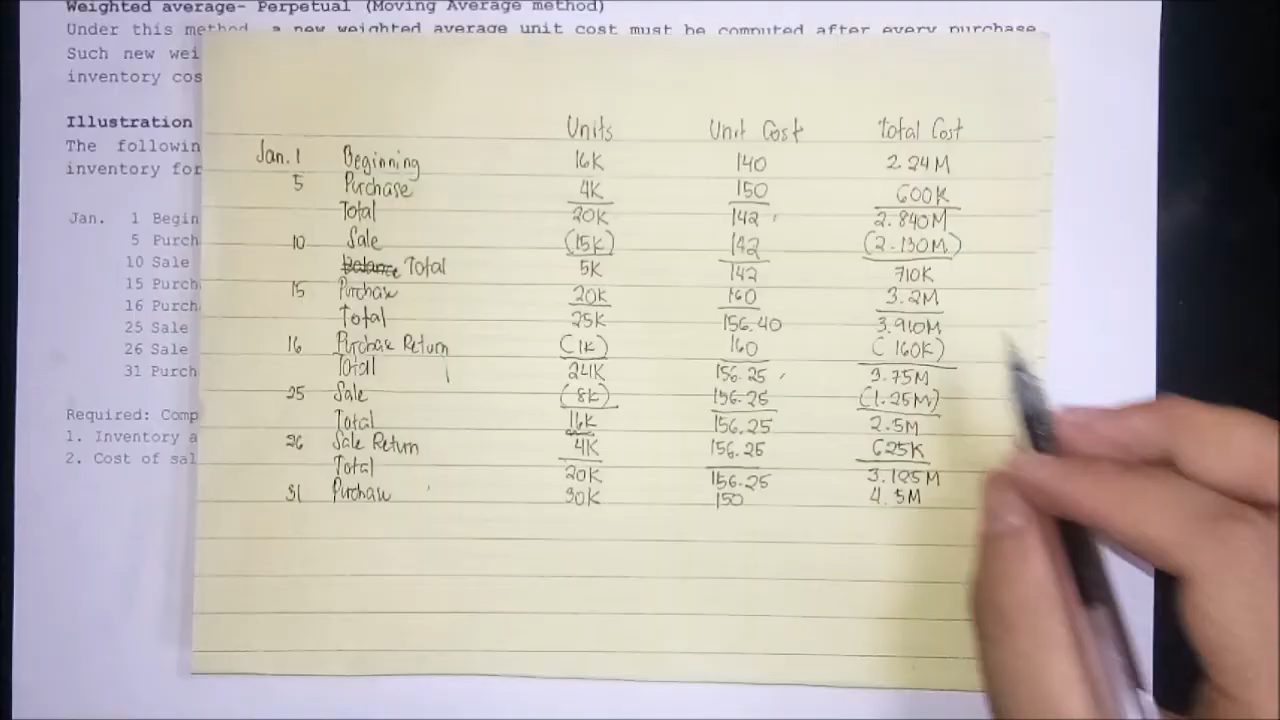 Weighted average- Perpetual (Moving Average method)
Under this method, a new weighted average unit cost must be computed after every purchase
Such new wei
inventory cos
Illustration
The followin
inventory for
Jan. 1 Begin
5 Purch
10 Sale
15 Purch
16 Purch
25 Sale
26 Sale
31 Purch
Required: Comp
1. Inventory a
2. Cost of sal
Units Unit Cost Total Cost
Jan. 1 Beginning 16K 140 2.24M
5 Purchase 4K 150 600K
Total 20K 142 2.840M
10 Sale (15K) 142 (2.130M)
Balance Total 5K 142 710K
15 Purchase 20K 160 3.2M
Total 25K 156.40 3.910M
16 Purchase Return (1K) 160 (160K)
Total 24K 156.25 3.75M
25 Sale (8K) 156.25 (1.25M)
Total 16K 156.25 2.5M
26 Sale Return 4K 156.25 625K
Total 20K 156.25 3.125M
31 Purchase 30K 150 4.5M